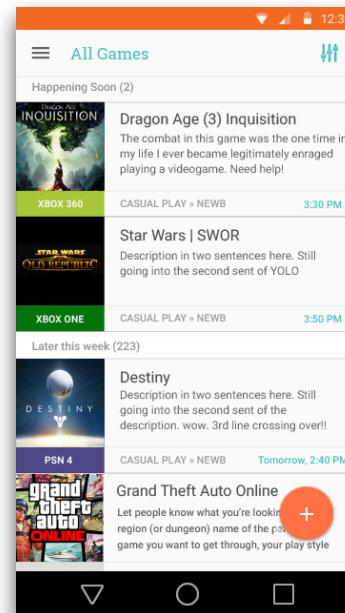 12:3
All Games
Happening Soon (2)
DRAGON AGE
INQUISITION
Dragon Age (3) Inquisition
The combat in this game was the one time in
my life I ever became legitimately enraged
playing a videogame. Need help!
XBOX 360
CASUAL PLAY » NEWB
3:30 PM
STAR WARS
OLD REPUBLIC
Star Wars | SWOR
Description in two sentences here. Still
going into the second sent of YOLO
XBOX ONE
CASUAL PLAY » NEWB
3:50 PM
Later this week (223)
DESTINY
Destiny
Description in two sentences here. Still
going into the second sent of the
description. wow. 3rd line crossing over!!
PSN 4
CASUAL PLAY » NEWB
Tomorrow, 2:40 PM
grand
theft
auto
ONLINE
Grand Theft Auto Online
Let people know what you're lookin
region (or dungeon) name of the
game you want to get through, your play style